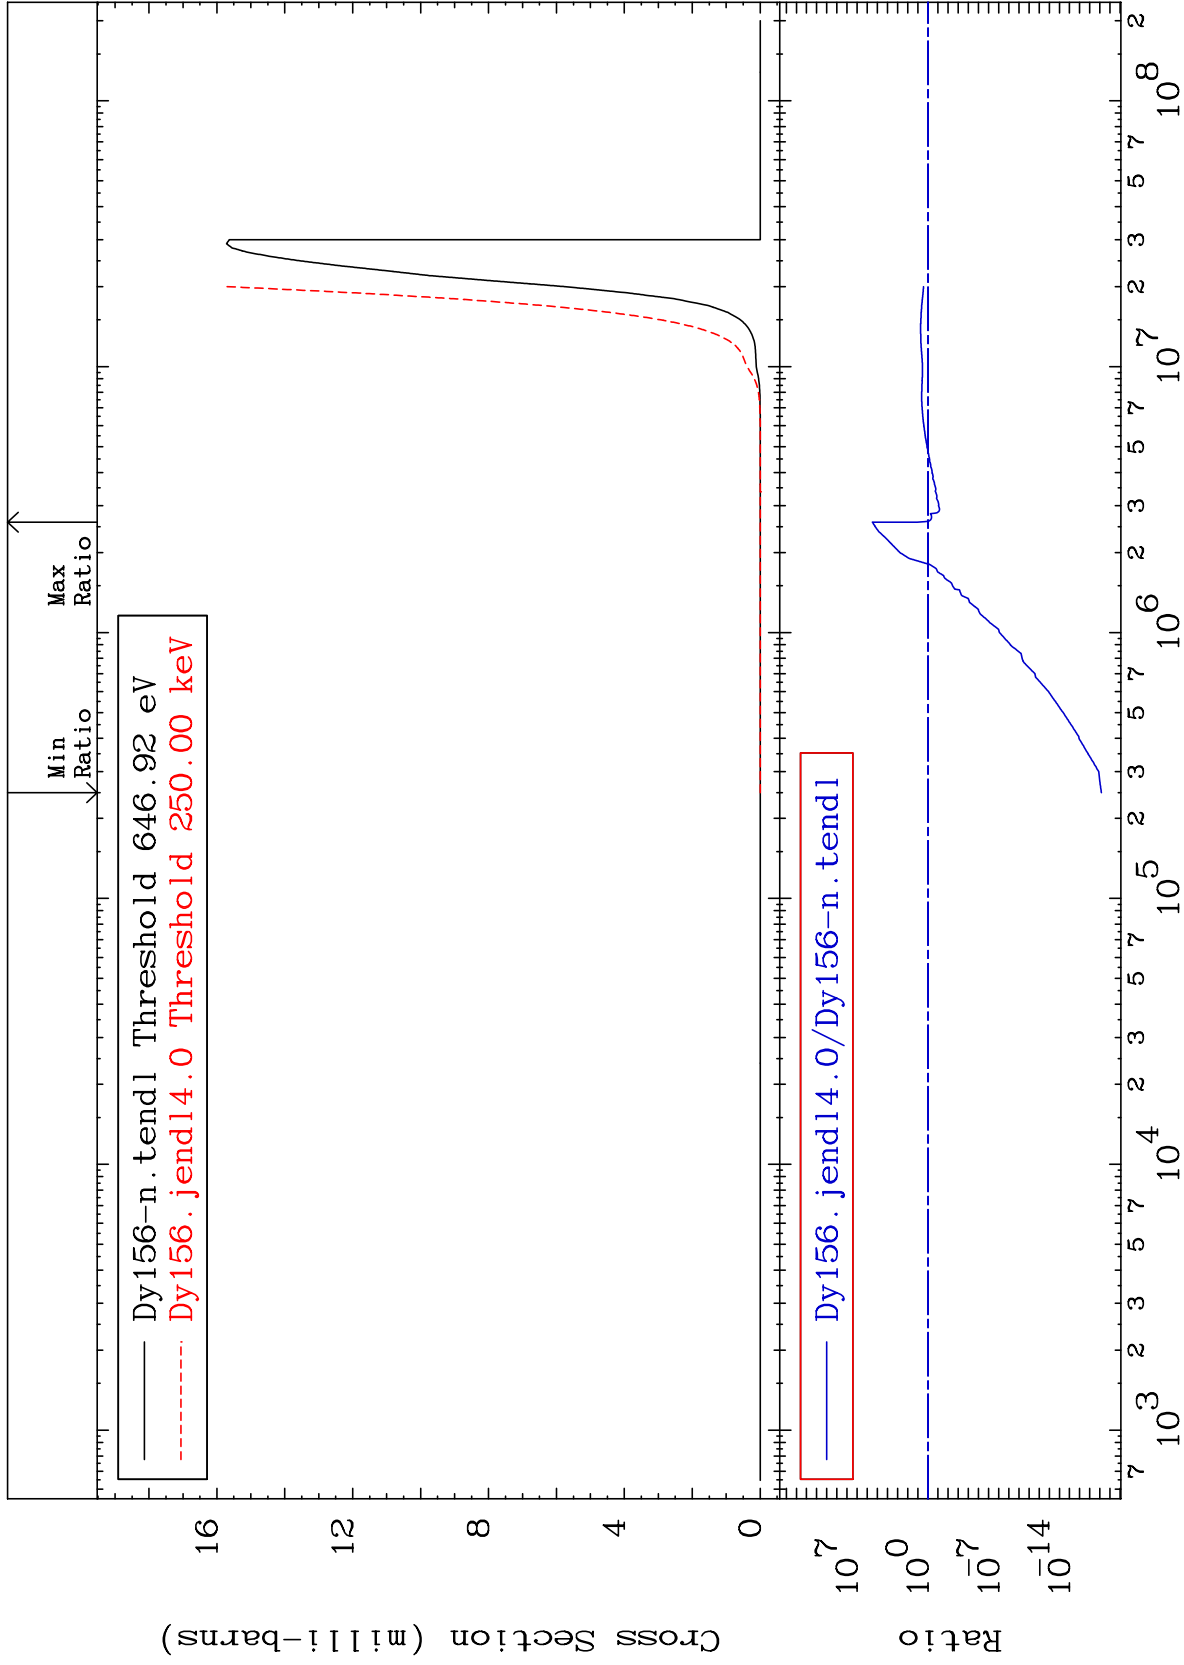 Min
Ratio
Max
Ratio
Dy156-n.tendl Threshold 646.92 eV
Dy156.jendl4.0 Threshold 250.00 keV
Cross Section (milli-barns)
16
12
8
4
0
Dy156.jendl4.0/Dy156-n.tendl
Ratio
10^7
10^0
10^-7
10^-14
7 2 3 5 7 2 3 5 7 2 3 5 7 2 3 5 7 2 3 5 7 2
10^3 10^4 10^5 10^6 10^7 10^8